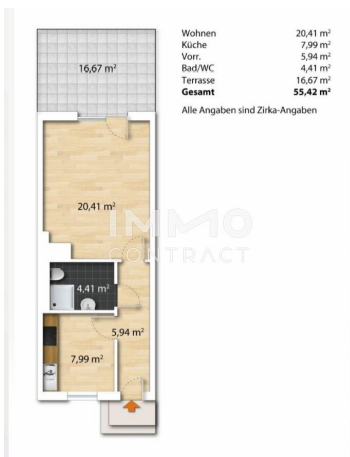 Wohnen 20,41 m²
Küche 7,99 m²
Vorr. 5,94 m²
Bad/WC 4,41 m²
Terrasse 16,67 m²
Gesamt 55,42 m²
Alle Angaben sind Zirka-Angaben
16,67 m²
20,41 m²
IMMO
CONTRACT
4,41 m²
5,94 m²
7,99 m²